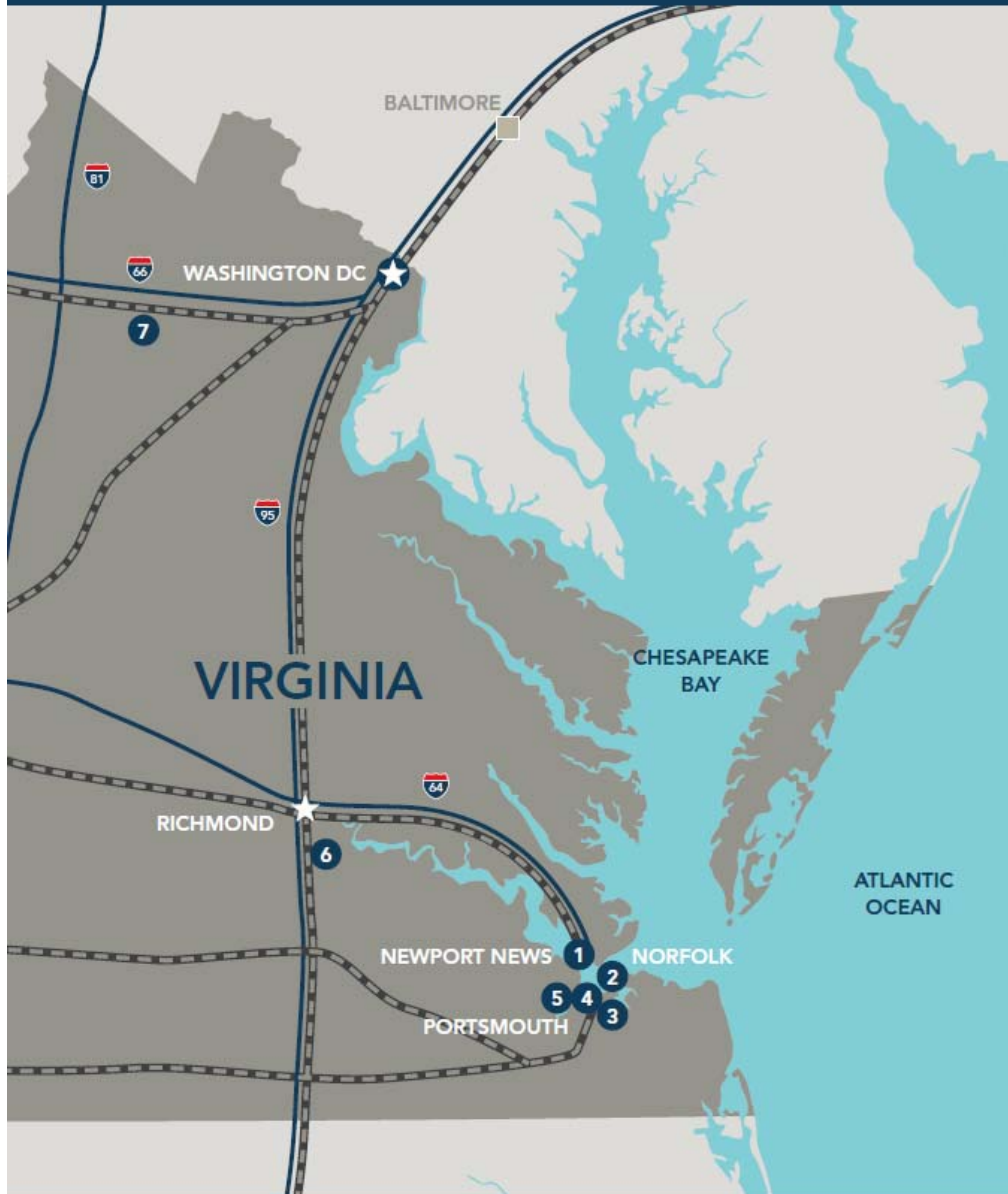 BALTIMORE
81
66
WASHINGTON DC
7
95
VIRGINIA
CHESAPEAKE
BAY
64
RICHMOND
6
ATLANTIC
OCEAN
NEWPORT NEWS
1
NORFOLK
2
5
4
3
PORTSMOUTH